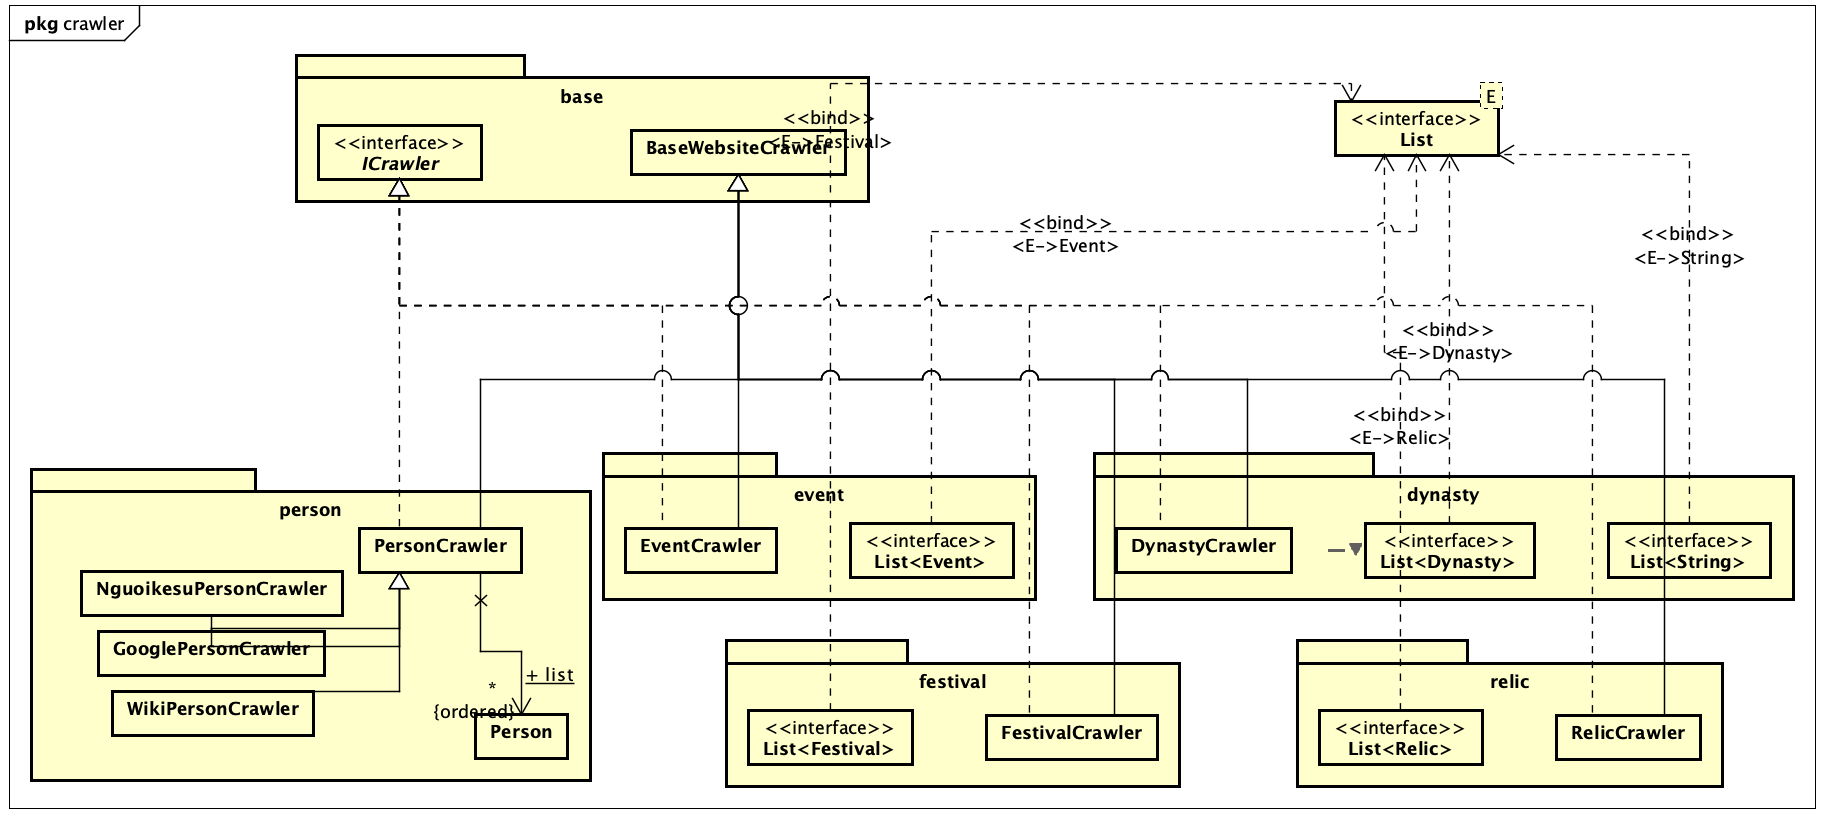 pkg crawler
base
<<interface>>
ICrawler
BaseWebsiteCrawler
<<bind>>
<E->Festival>
E
<<interface>>
List
<<bind>>
<E->Event>
<<bind>>
<E->String>
<<bind>>
<E->Dynasty>
<<bind>>
<E->Relic>
person
PersonCrawler
NguoikesuPersonCrawler
GooglePersonCrawler
WikiPersonCrawler
+ list
*
{ordered}
Person
event
EventCrawler
<<interface>>
List<Event>
dynasty
DynastyCrawler
<<interface>>
List<Dynasty>
<<interface>>
List<String>
festival
<<interface>>
List<Festival>
FestivalCrawler
relic
<<interface>>
List<Relic>
RelicCrawler